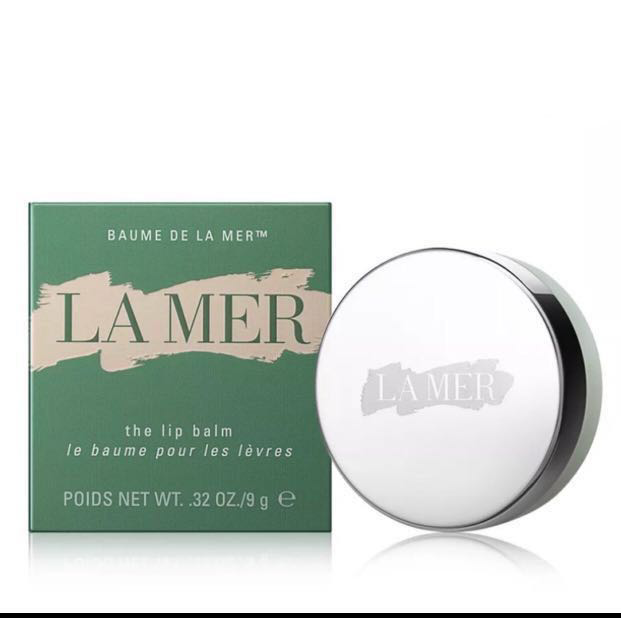 BAUME DE LA MER™
LA MER
the lip balm
le baume pour les lèvres
POIDS NET WT. .32 OZ./9 g ℮
LA MER